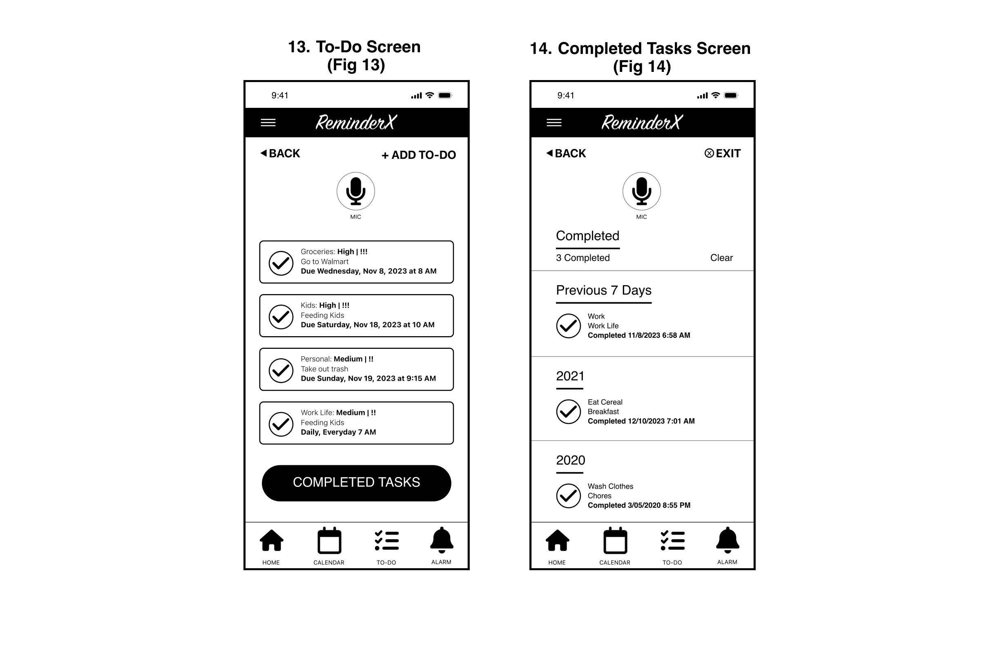 13. To-Do Screen
(Fig 13)
9:41
ReminderX
BACK
+ ADD TO-DO
MIC
Groceries: High | !!!
Go to Walmart
Due Wednesday, Nov 8, 2023 at 8 AM
Kids: High | !!!
Feeding Kids
Due Saturday, Nov 18, 2023 at 10 AM
Personal: Medium | !!
Take out trash
Due Sunday, Nov 19, 2023 at 9:15 AM
Work Life: Medium | !!
Feeding Kids
Daily, Everyday 7 AM
COMPLETED TASKS
HOME
CALENDAR
TO-DO
ALARM
14. Completed Tasks Screen
(Fig 14)
9:41
ReminderX
BACK
EXIT
MIC
Completed
3 Completed
Clear
Previous 7 Days
Work
Work Life
Completed 11/8/2023 6:58 AM
2021
Eat Cereal
Breakfast
Completed 12/10/2023 7:01 AM
2020
Wash Clothes
Chores
Completed 3/05/2020 8:55 PM
HOME
CALENDAR
TO-DO
ALARM